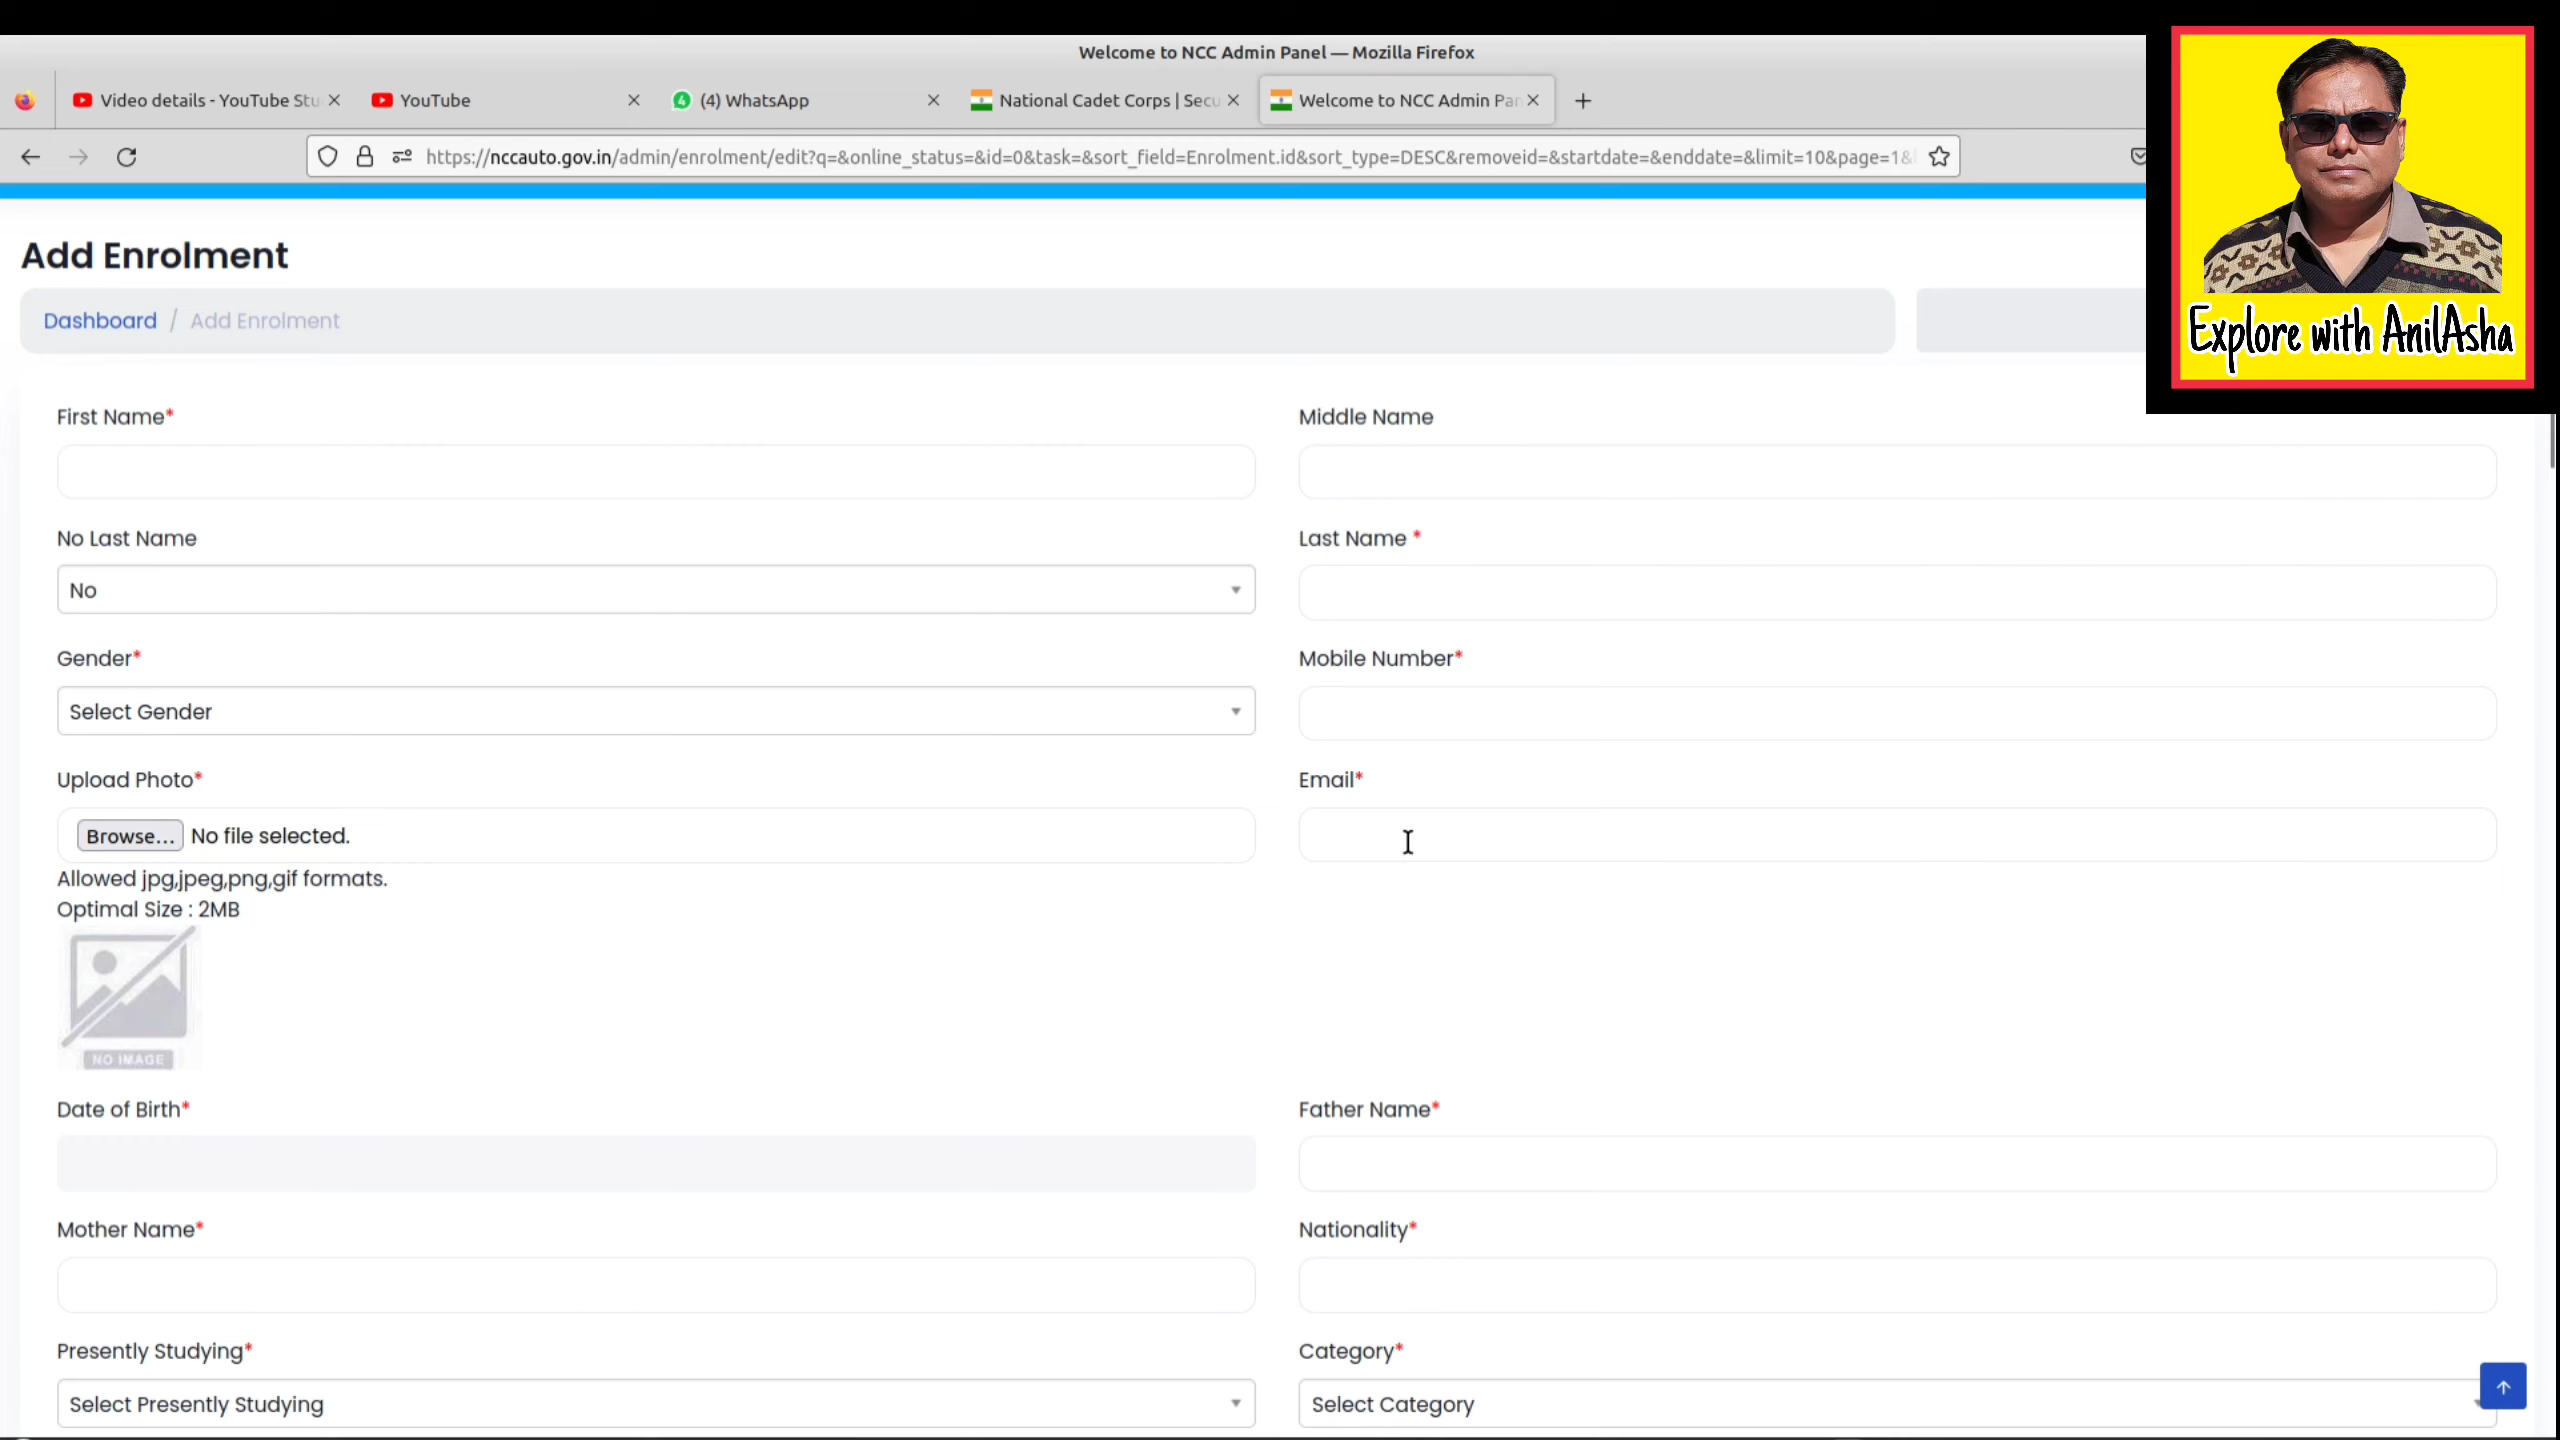 Welcome to NCC Admin Panel — Mozilla Firefox
Video details - YouTube Stu
YouTube
(4) WhatsApp
National Cadet Corps | Secu
Welcome to NCC Admin Pan
https://nccauto.gov.in/admin/enrolment/edit?q=&online_status=&id=0&task=&sort_field=Enrolment.id&sort_type=DESC&removeid=&startdate=&enddate=&limit=10&page=1&
Explore with AnilAsha
Add Enrolment
Dashboard / Add Enrolment
First Name*
Middle Name
No Last Name
Last Name *
No
Gender*
Mobile Number*
Select Gender
Upload Photo*
Email*
Browse... No file selected.
Allowed jpg,jpeg,png,gif formats.
Optimal Size : 2MB
NO IMAGE
Date of Birth*
Father Name*
Mother Name*
Nationality*
Presently Studying*
Category*
Select Presently Studying
Select Category